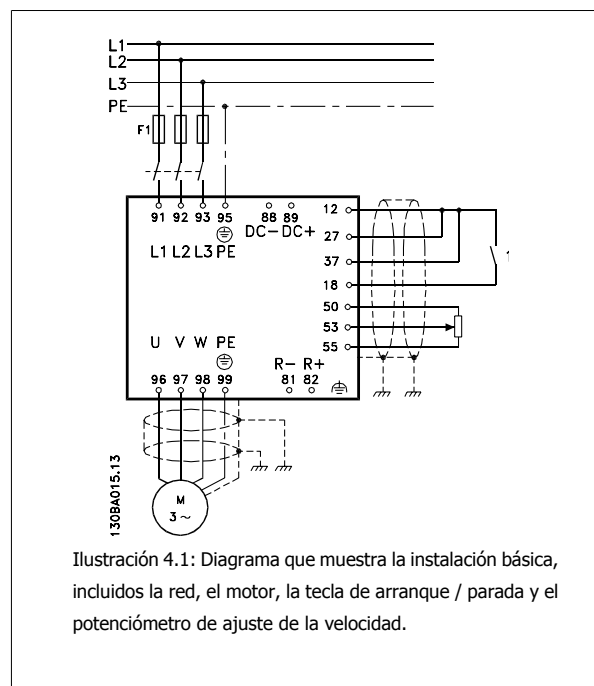 L1
L2
L3
PE
F1
91 92 93 95 88 89 12
DC- DC+
L1 L2 L3 PE
27
37
18
50
53
55
U V W PE
R- R+
96 97 98 99 81 82
M
3 ~
130BA015.13
Ilustración 4.1: Diagrama que muestra la instalación básica,
incluidos la red, el motor, la tecla de arranque / parada y el
potenciómetro de ajuste de la velocidad.